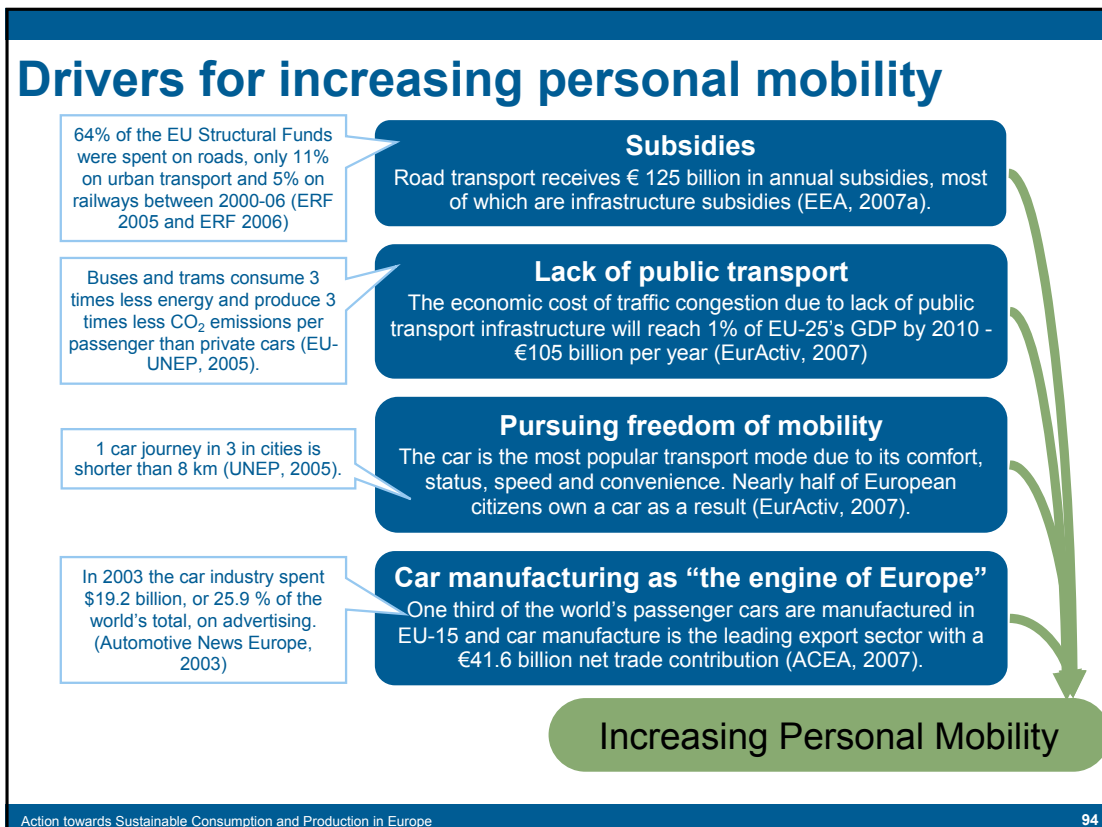 Drivers for increasing personal mobility
64% of the EU Structural Funds
were spent on roads, only 11%
on urban transport and 5% on
railways between 2000-06 (ERF
2005 and ERF 2006)
Subsidies
Road transport receives € 125 billion in annual subsidies, most
of which are infrastructure subsidies (EEA, 2007a).
Buses and trams consume 3
times less energy and produce 3
times less CO₂ emissions per
passenger than private cars (EU-
UNEP, 2005).
Lack of public transport
The economic cost of traffic congestion due to lack of public
transport infrastructure will reach 1% of EU-25’s GDP by 2010 -
€105 billion per year (EurActiv, 2007)
1 car journey in 3 in cities is
shorter than 8 km (UNEP, 2005).
Pursuing freedom of mobility
The car is the most popular transport mode due to its comfort,
status, speed and convenience. Nearly half of European
citizens own a car as a result (EurActiv, 2007).
In 2003 the car industry spent
$19.2 billion, or 25.9 % of the
world’s total, on advertising.
(Automotive News Europe,
2003)
Car manufacturing as “the engine of Europe”
One third of the world’s passenger cars are manufactured in
EU-15 and car manufacture is the leading export sector with a
€41.6 billion net trade contribution (ACEA, 2007).
Increasing Personal Mobility
Action towards Sustainable Consumption and Production in Europe
94